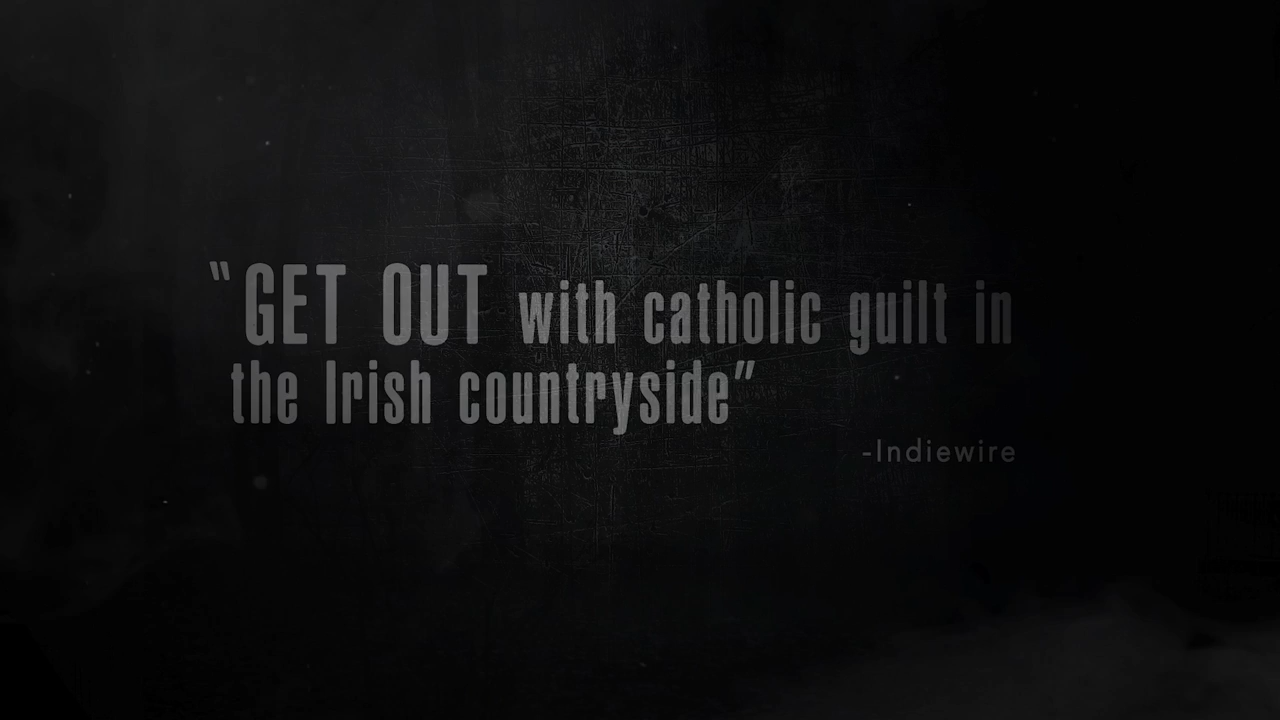 "GET OUT with catholic guilt in
the Irish countryside"
-Indiewire